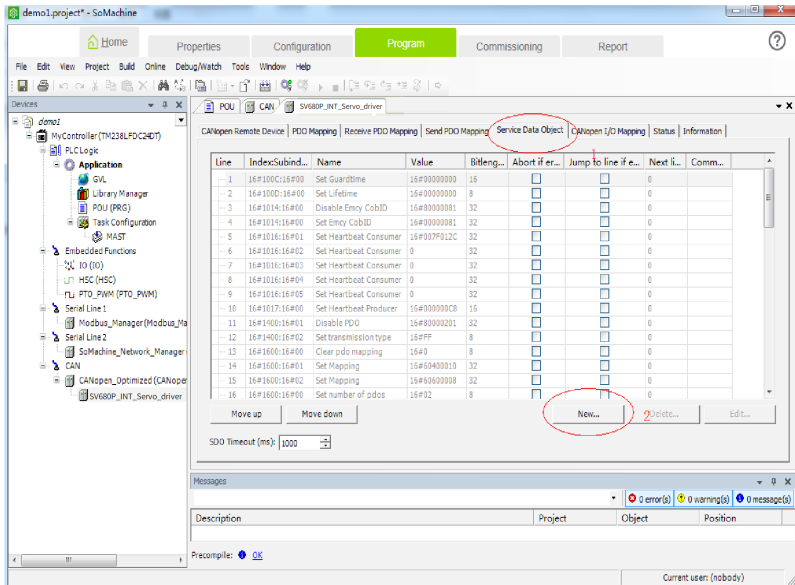 demo1.project* - SoMachine
Home Properties Configuration Program Commissioning Report
File Edit View Project Build Online Debug/Watch Tools Window Help
Devices
demo1
MyController (TM238LFDC24DT)
PLC Logic
Application
GVL
Library Manager
POU (PRG)
Task Configuration
MAST
Embedded Functions
IO (IO)
HSC (HSC)
PTO_PWM (PTO_PWM)
Serial Line 1
Modbus_Manager (Modbus_Ma
Serial Line 2
SoMachine_Network_Manager
CAN
CANopen_Optimized (CANoper
SV680P_INT_Servo_driver
POU CAN SV680P_INT_Servo_driver
CANopen Remote Device PDO Mapping Receive PDO Mapping Send PDO Mapping Service Data Object CANopen I/O Mapping Status Information
1
Line Index:Subind... Name Value Bitleng... Abort if er... Jump to line if e... Next li... Comm...
1 16#100C:16#00 Set Guardtime 16#00000000 16 0
2 16#100D:16#00 Set Lifetime 16#00000000 8 0
3 16#1014:16#00 Disable Emcy CobID 16#80000081 32 0
4 16#1014:16#00 Set Emcy CobID 16#00000081 32 0
5 16#1016:16#01 Set Heartbeat Consumer 16#007F012C 32 0
6 16#1016:16#02 Set Heartbeat Consumer 0 32 0
7 16#1016:16#03 Set Heartbeat Consumer 0 32 0
8 16#1016:16#04 Set Heartbeat Consumer 0 32 0
9 16#1016:16#05 Set Heartbeat Consumer 0 32 0
10 16#1017:16#00 Set Heartbeat Producer 16#000000C8 16 0
11 16#1400:16#01 Disable PDO 16#80000201 32 0
12 16#1400:16#02 Set transmission type 16#FF 8 0
13 16#1600:16#00 Clear pdo mapping 16#0 8 0
14 16#1600:16#01 Set Mapping 16#60400010 32 0
15 16#1600:16#02 Set Mapping 16#60600008 32 0
16 16#1600:16#00 Set number of pdos 16#02 8 0
Move up Move down New... 2 Delete... Edit...
SDO Timeout (ms): 1000
Messages
0 error(s) 0 warning(s) 0 message(s)
Description Project Object Position
Precompile: OK
Current user: (nobody)